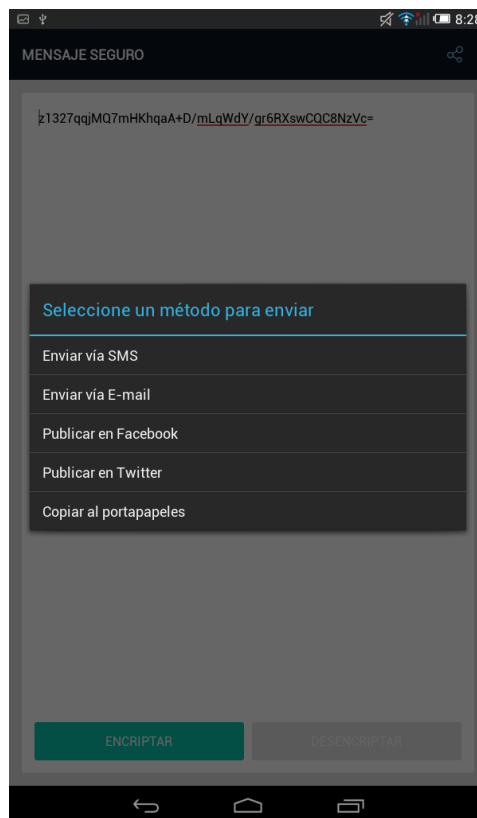 8:28
MENSAJE SEGURO
z1327qqjMQ7mHKhqaA+D/mLqWdY/gr6RXswCQC8NzVc=
Seleccione un método para enviar
Enviar vía SMS
Enviar vía E-mail
Publicar en Facebook
Publicar en Twitter
Copiar al portapapeles
ENCRIPTAR DESENCRIPTAR